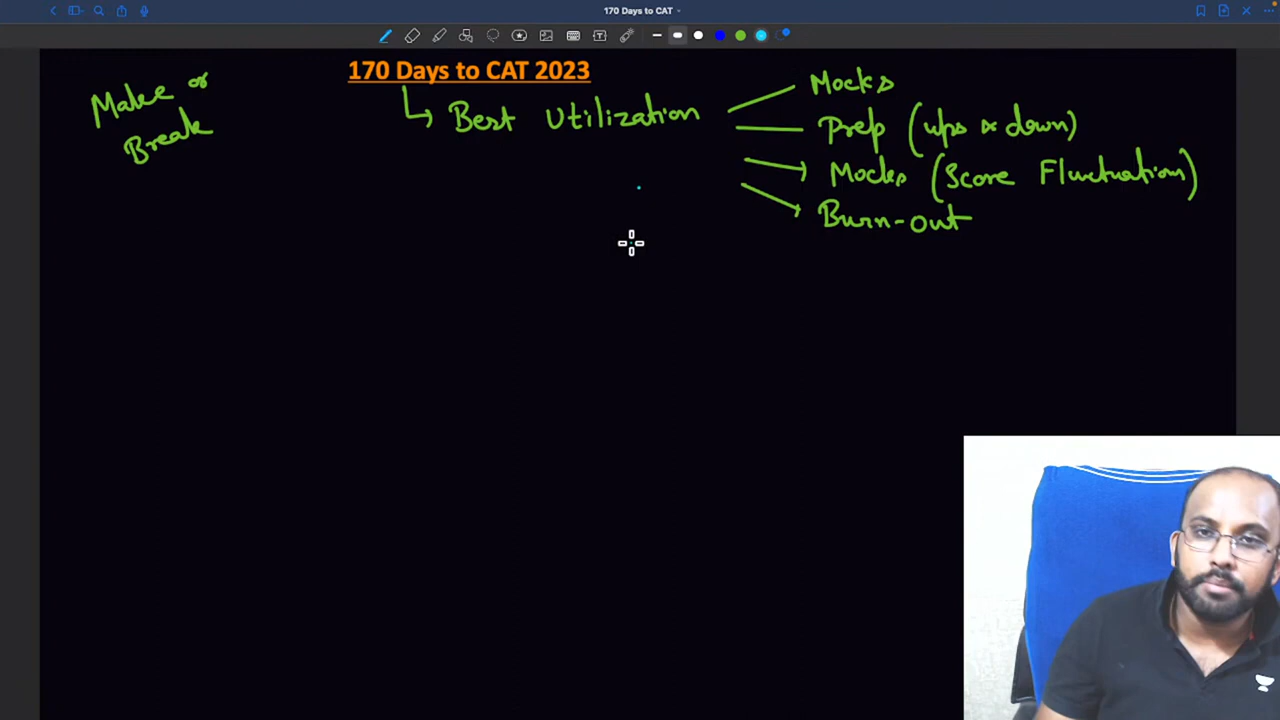 170 Days to CAT
170 Days to CAT 2023
Make or
Break
Best Utilization
Mocks
Prep (ups & down)
Mocks (Score Fluctuation)
Burn-out